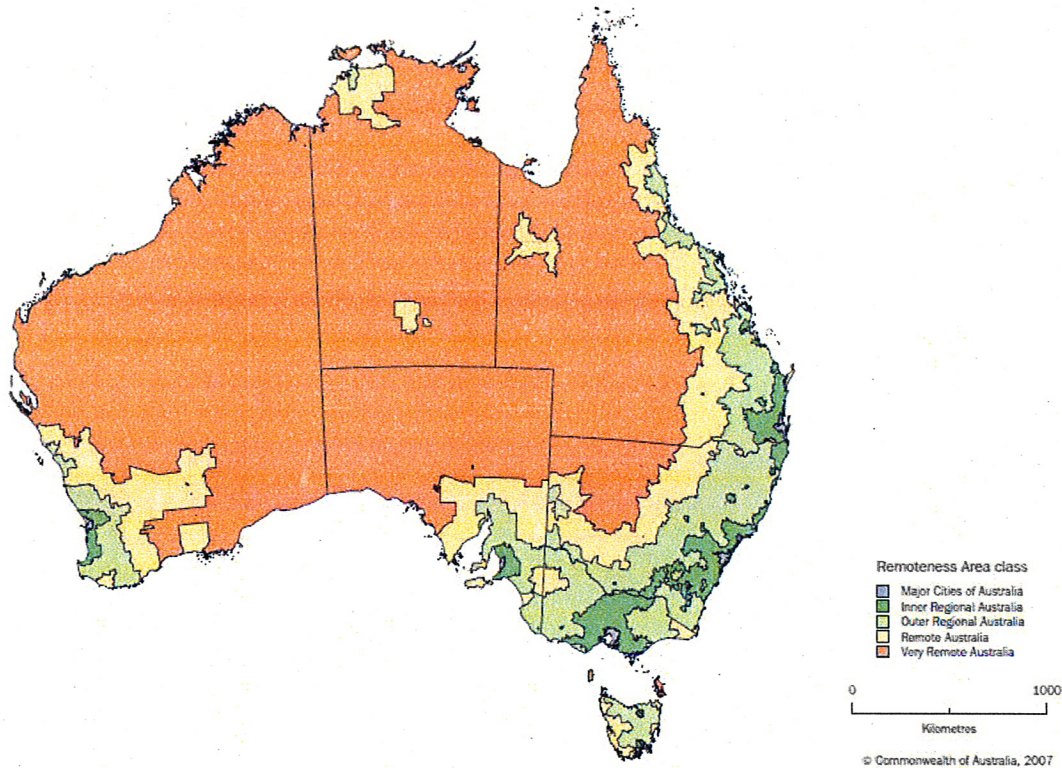 Remoteness Area class
Major Cities of Australia
Inner Regional Australia
Outer Regional Australia
Remote Australia
Very Remote Australia
0 1000
Kilometres
© Commonwealth of Australia, 2007